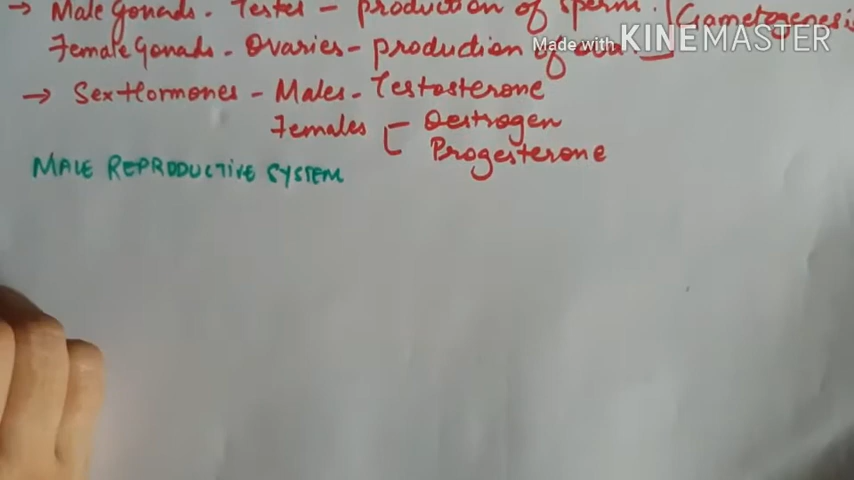 → Male Gonads - Testes - production of sperm. Gametogenesis
Female Gonads - Ovaries - production of
Made with KINEMASTER
→ Sex Hormones - Males - Testosterone
Females Oestrogen
Progesterone
MALE REPRODUCTIVE SYSTEM